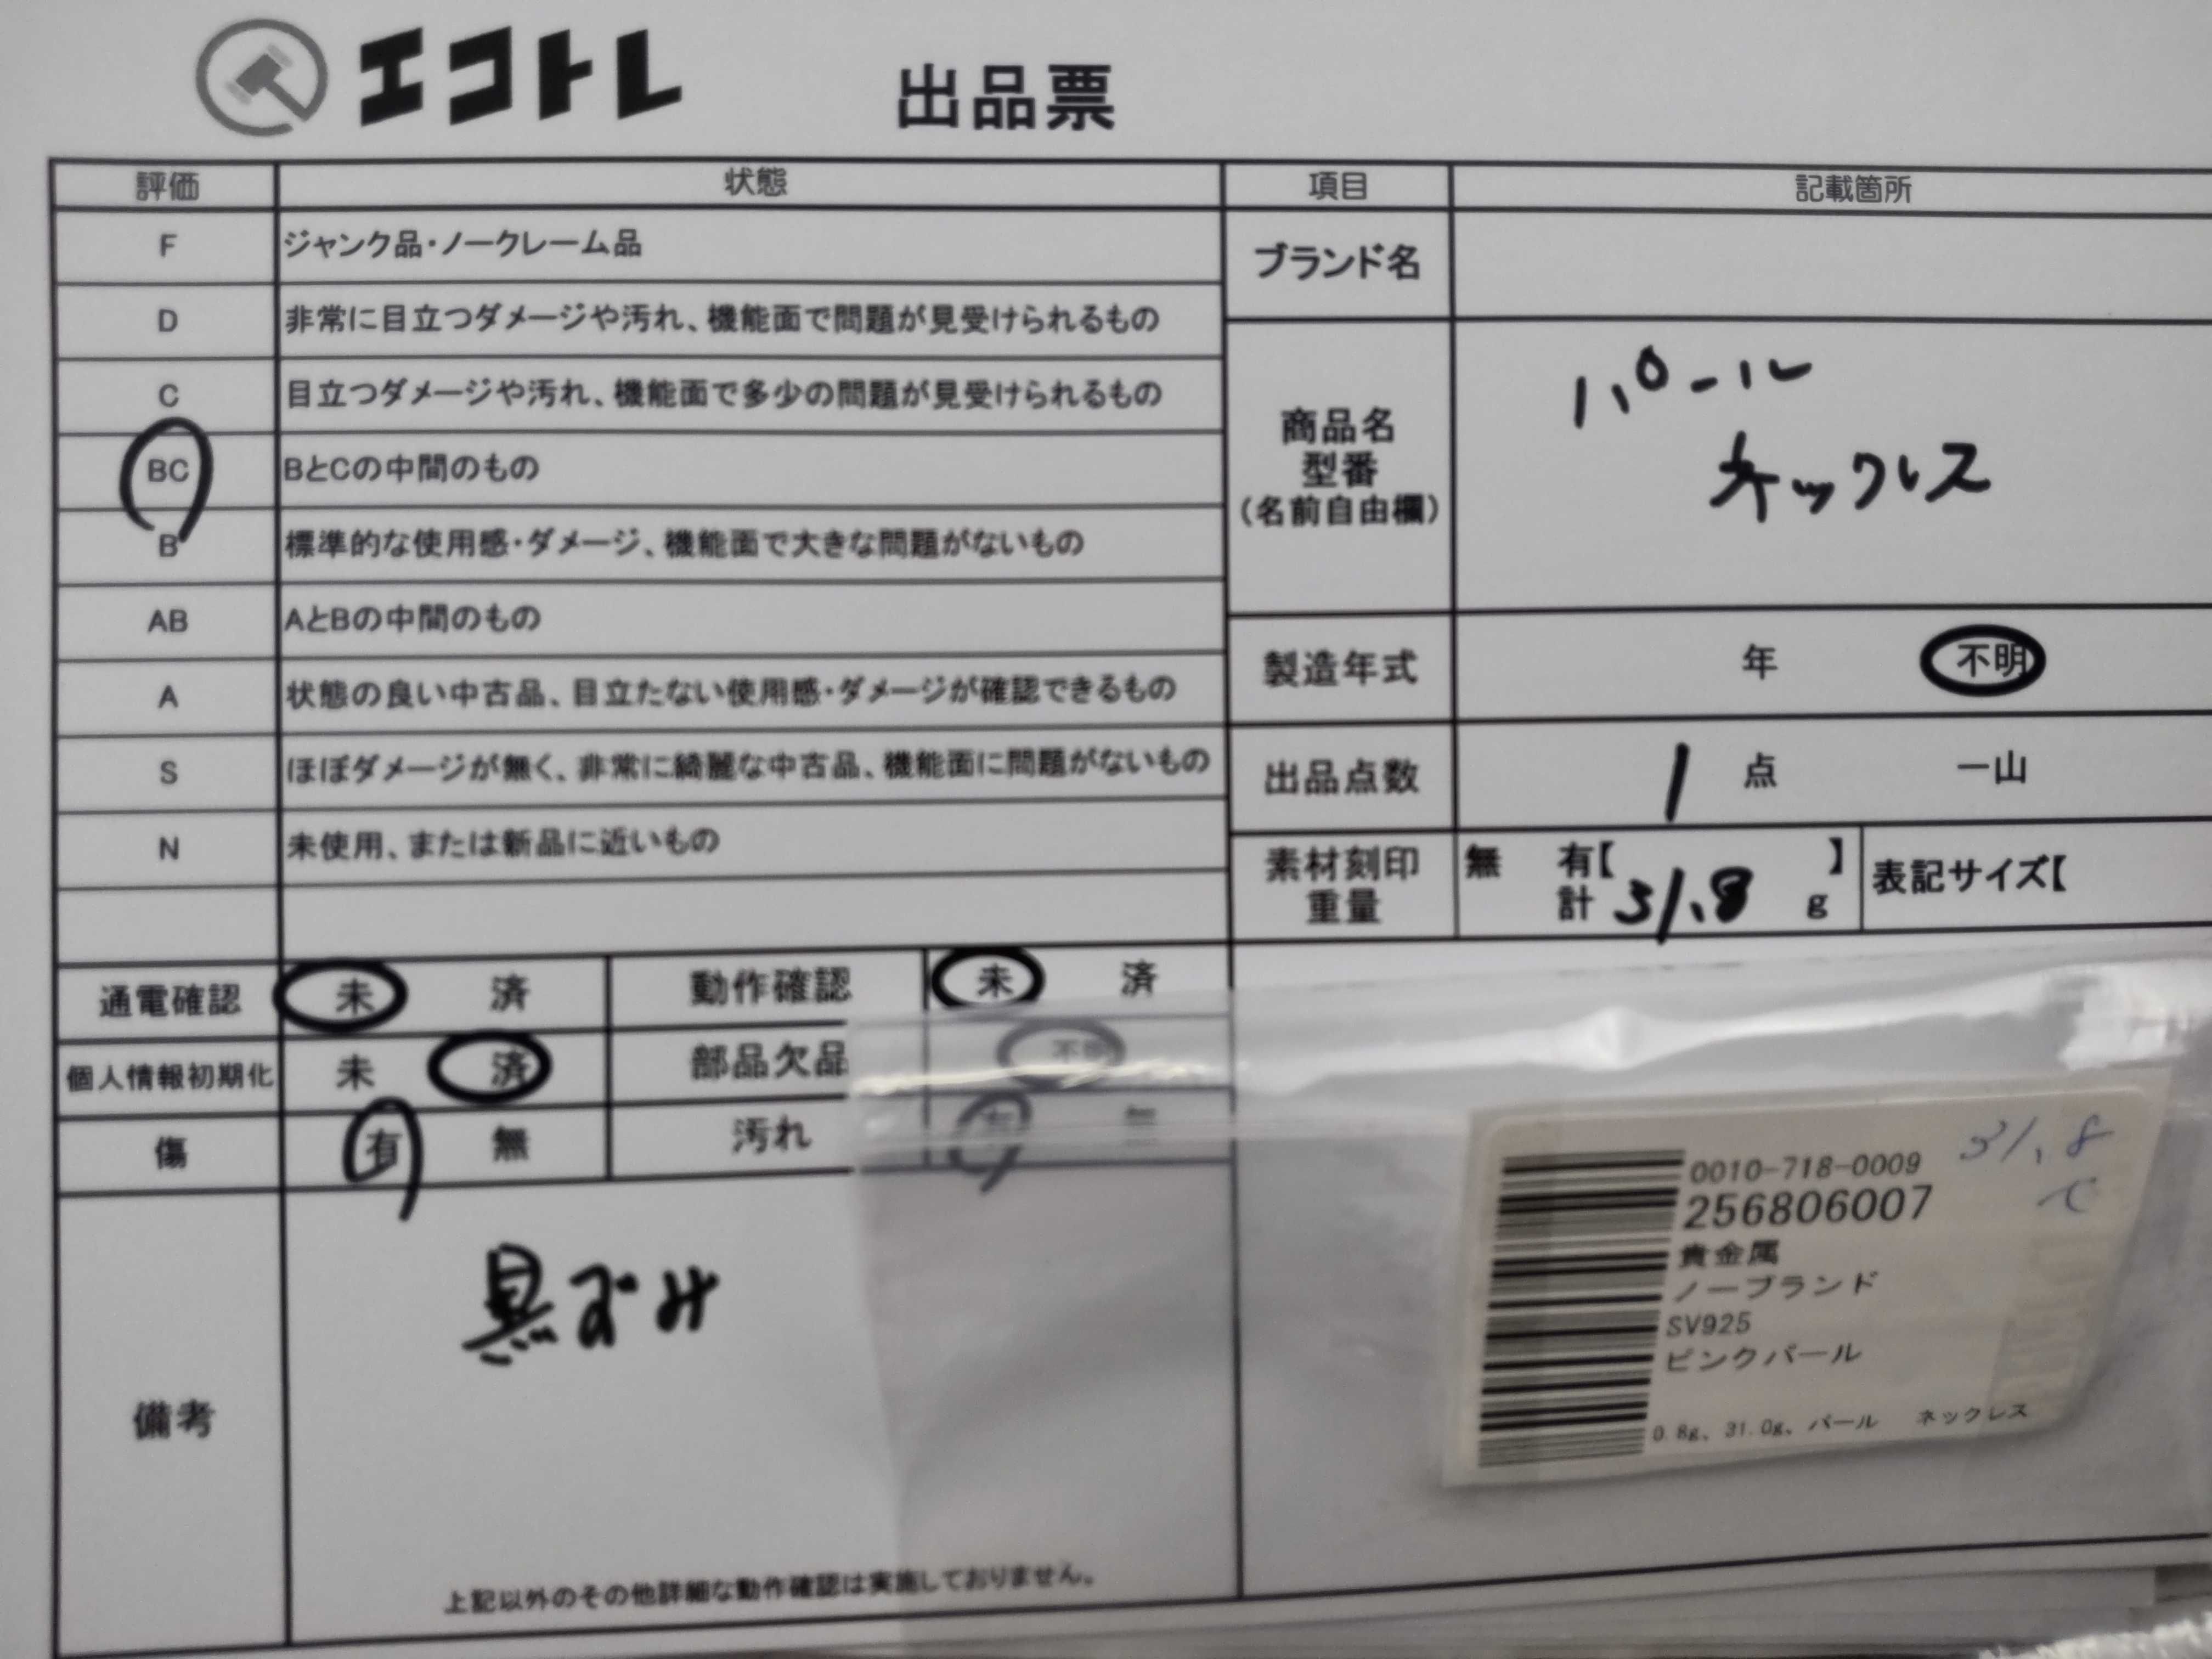 エコトレ 出品票
評価 状態 項目 記載箇所
F ジャンク品・ノークレーム品
D 非常に目立つダメージや汚れ、機能面で問題が見受けられるもの
C 目立つダメージや汚れ、機能面で多少の問題が見受けられるもの
BC BとCの中間のもの
B 標準的な使用感・ダメージ、機能面で大きな問題がないもの
AB AとBの中間のもの
A 状態の良い中古品、目立たない使用感・ダメージが確認できるもの
S ほぼダメージが無く、非常に綺麗な中古品、機能面に問題がないもの
N 未使用、または新品に近いもの
ブランド名
商品名
型番
(名前自由欄)
パール
ネックレス
製造年式 年 不明
出品点数 1 点 一山
素材刻印
重量
無 有【 】
計 31.8 g
表記サイズ【
通電確認 未 済 動作確認 未 済
個人情報初期化 未 済 部品欠品 不明
傷 有 無 汚れ 有 無
備考
黒ずみ
上記以外のその他詳細な動作確認は実施しておりません。
0010-718-0009 31.8
256806007
貴金属
ノーブランド
SV925
ピンクパール
0.8g、31.0g、パール ネックレス